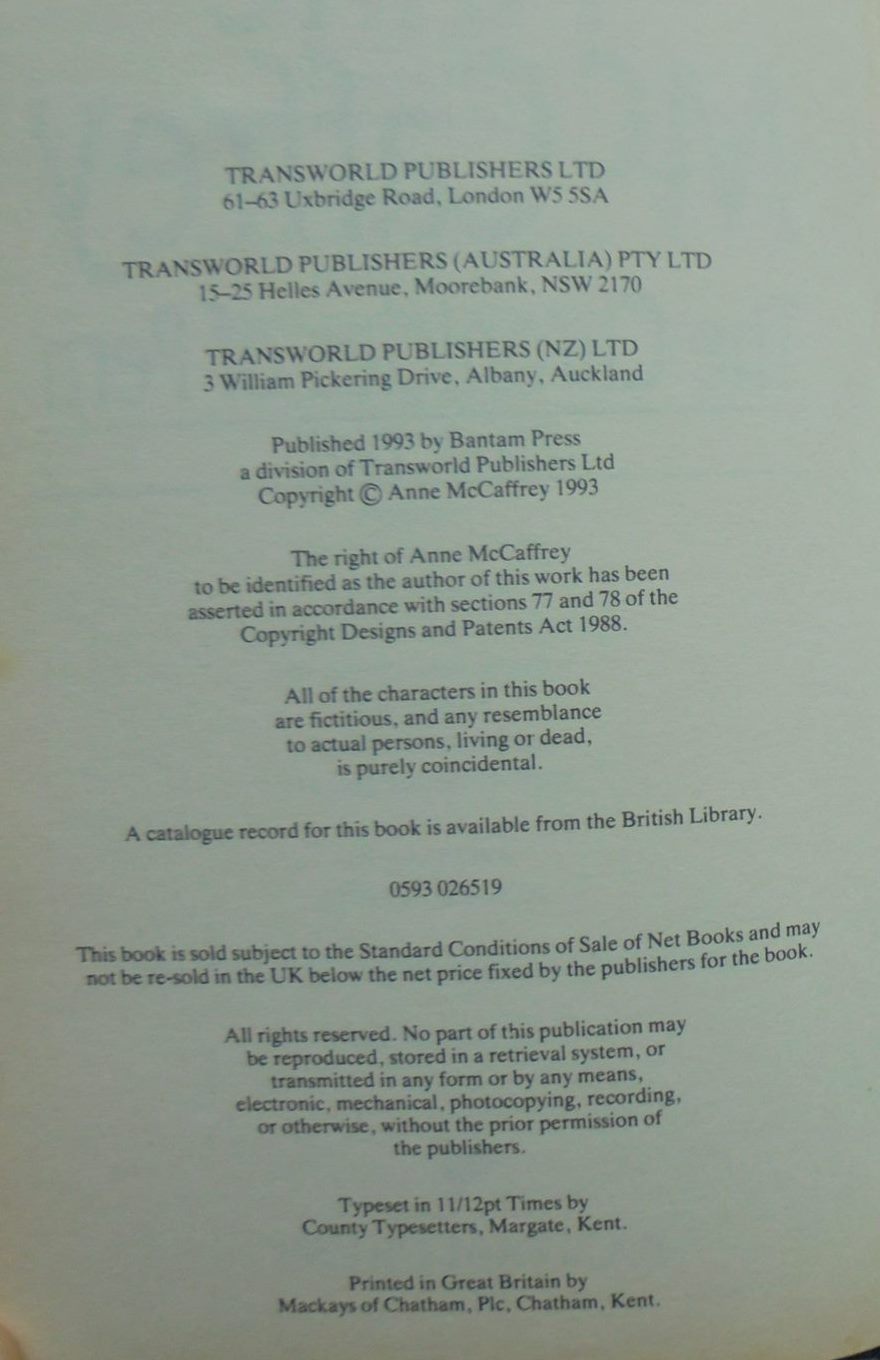 TRANSWORLD PUBLISHERS LTD
61–63 Uxbridge Road, London W5 5SA
TRANSWORLD PUBLISHERS (AUSTRALIA) PTY LTD
15–25 Helles Avenue, Moorebank, NSW 2170
TRANSWORLD PUBLISHERS (NZ) LTD
3 William Pickering Drive, Albany, Auckland
Published 1993 by Bantam Press
a division of Transworld Publishers Ltd
Copyright © Anne McCaffrey 1993
The right of Anne McCaffrey
to be identified as the author of this work has been
asserted in accordance with sections 77 and 78 of the
Copyright Designs and Patents Act 1988.
All of the characters in this book
are fictitious, and any resemblance
to actual persons, living or dead,
is purely coincidental.
A catalogue record for this book is available from the British Library.
0593 026519
This book is sold subject to the Standard Conditions of Sale of Net Books and may
not be re-sold in the UK below the net price fixed by the publishers for the book.
All rights reserved. No part of this publication may
be reproduced, stored in a retrieval system, or
transmitted in any form or by any means,
electronic, mechanical, photocopying, recording,
or otherwise, without the prior permission of
the publishers.
Typeset in 11/12pt Times by
County Typesetters, Margate, Kent.
Printed in Great Britain by
Mackays of Chatham, Plc, Chatham, Kent.